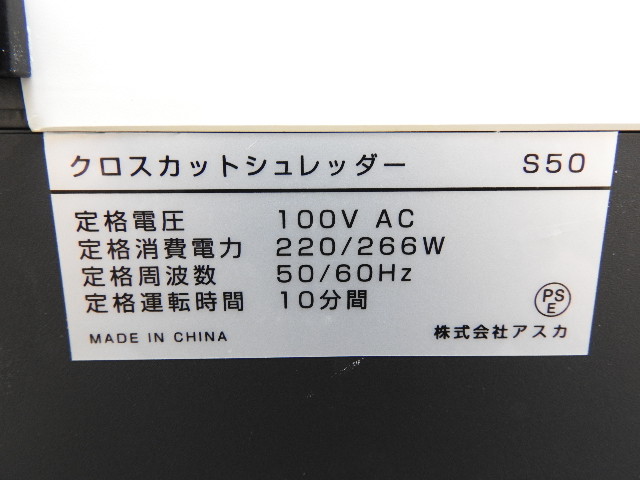 クロスカットシュレッダー S50
定格電圧 100V AC
定格消費電力 220/266W
定格周波数 50/60Hz
定格運転時間 10分間
PS
E
MADE IN CHINA 株式会社アスカ